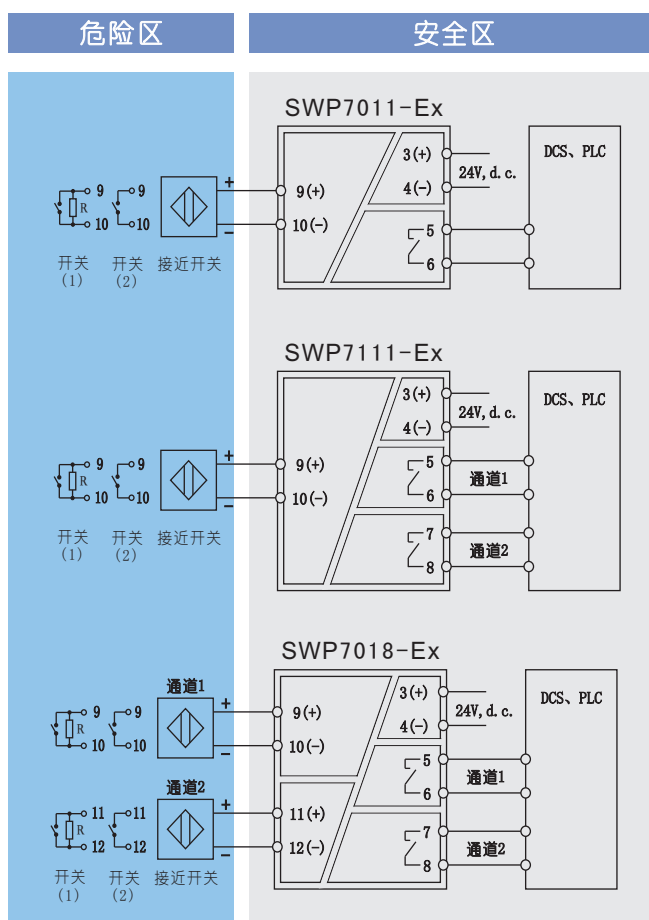 危险区
安全区
SWP7011-Ex
3(+)
24V,d.c.
4(-)
DCS、PLC
9
R
10
9
10
+
-
9(+)
10(-)
5
6
开关
(1)
开关
(2)
接近开关
SWP7111-Ex
3(+)
24V,d.c.
4(-)
DCS、PLC
9
R
10
9
10
+
-
9(+)
10(-)
5
通道1
6
7
通道2
8
开关
(1)
开关
(2)
接近开关
SWP7018-Ex
3(+)
24V,d.c.
4(-)
DCS、PLC
通道1
9
R
10
9
10
+
-
9(+)
10(-)
5
通道1
6
通道2
11
R
12
11
12
+
-
11(+)
12(-)
7
通道2
8
开关
(1)
开关
(2)
接近开关